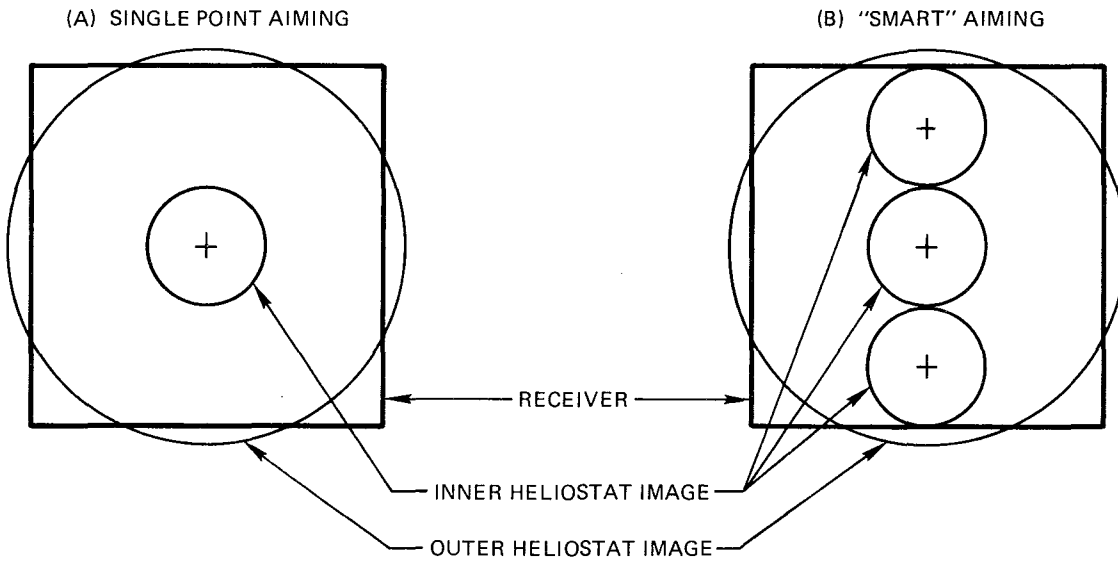 (A) SINGLE POINT AIMING
(B) "SMART" AIMING
RECEIVER
INNER HELIOSTAT IMAGE
OUTER HELIOSTAT IMAGE